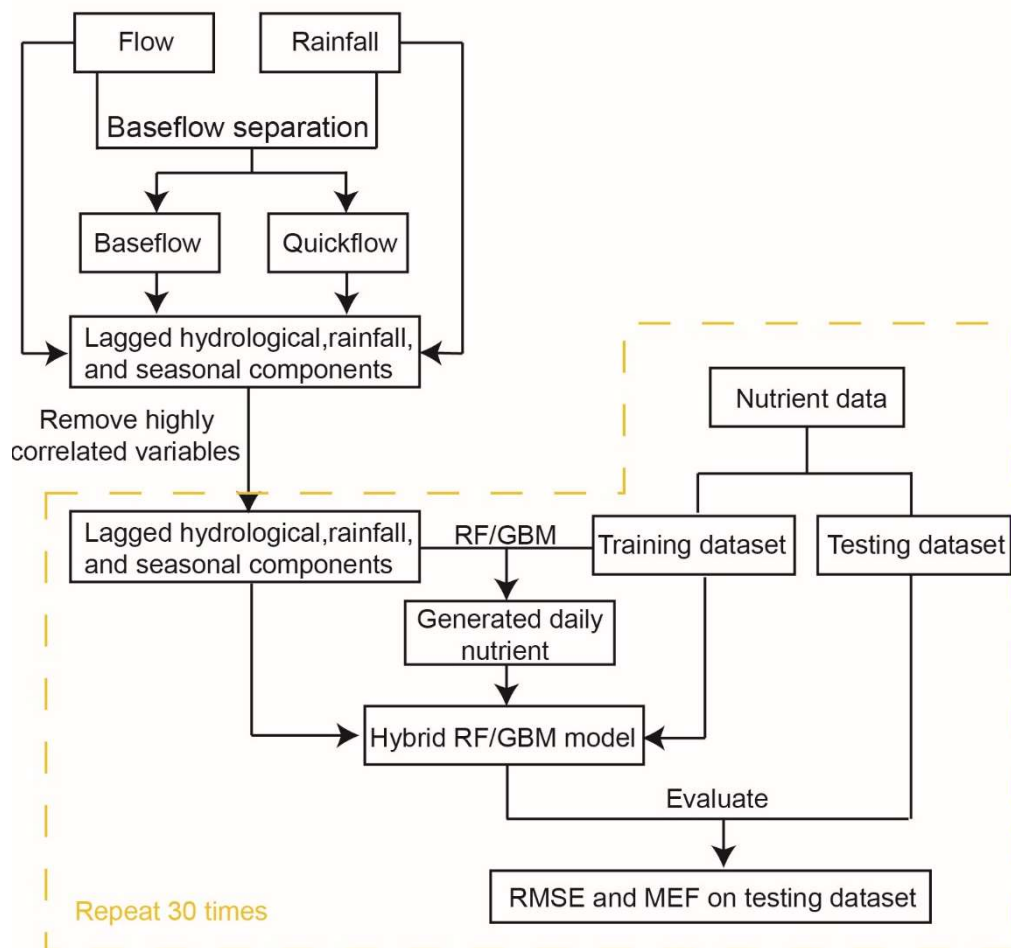 Flow
Rainfall
Baseflow separation
Baseflow
Quickflow
Lagged hydrological,rainfall,
and seasonal components
Remove highly
correlated variables
Nutrient data
Lagged hydrological,rainfall,
and seasonal components
RF/GBM
Training dataset
Testing dataset
Generated daily
nutrient
Hybrid RF/GBM model
Evaluate
RMSE and MEF on testing dataset
Repeat 30 times